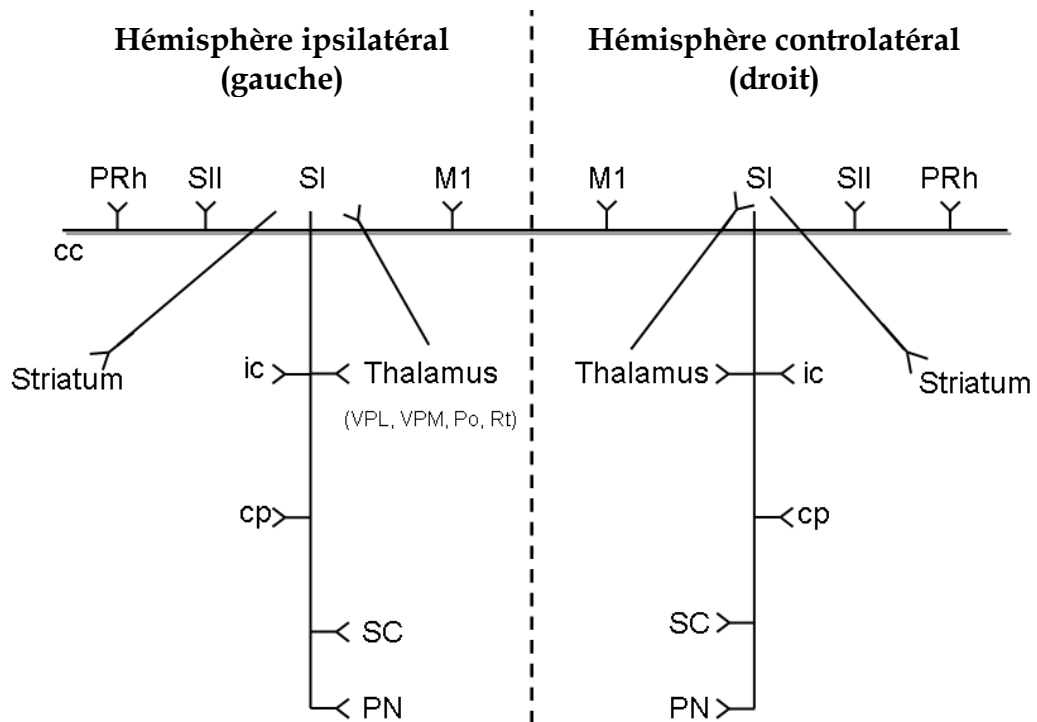 Hémisphère ipsilatéral
(gauche)
Hémisphère controlatéral
(droit)
PRh SII SI M1
M1 SI SII PRh
cc
Striatum
ic
Thalamus
(VPL, VPM, Po, Rt)
Thalamus
ic
Striatum
cp
cp
SC
SC
PN
PN